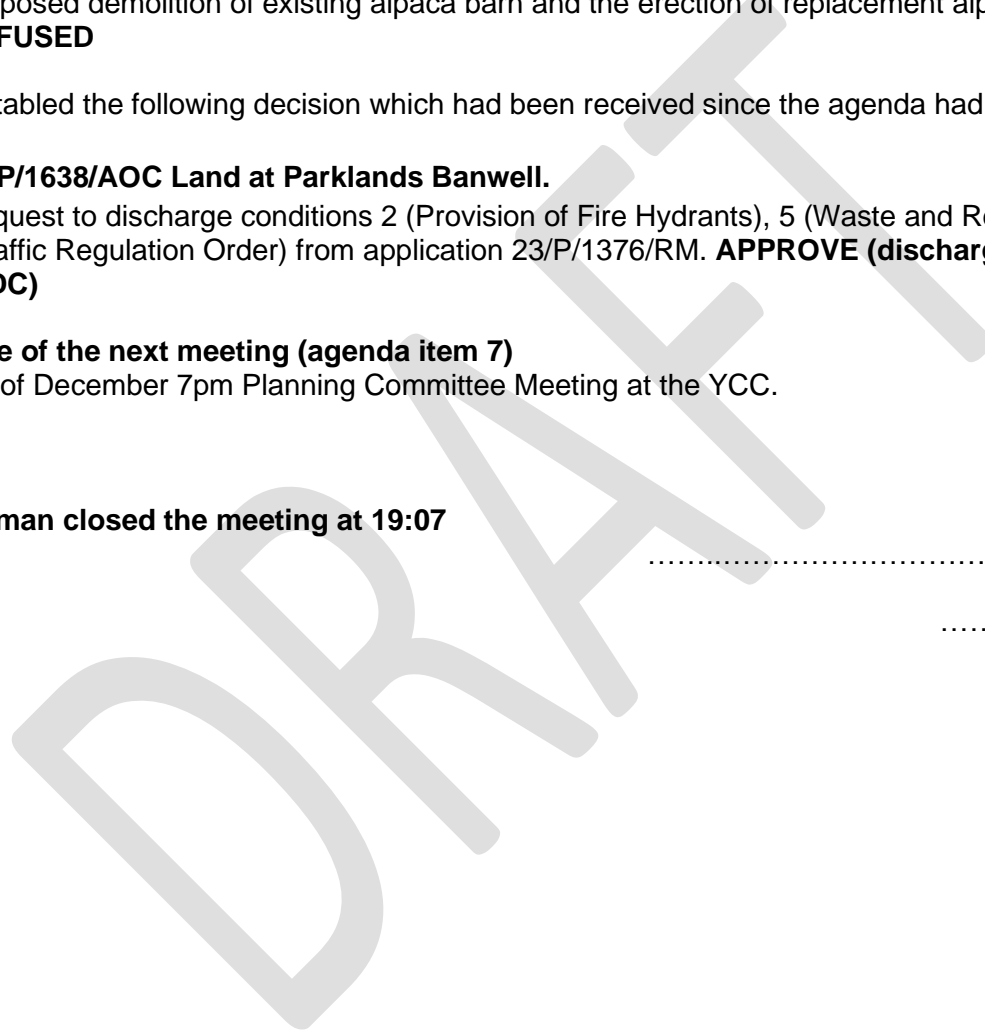 posed demolition of existing alpaca barn and the erection of replacement alp
FUSED
tabled the following decision which had been received since the agenda had
P/1638/AOC Land at Parklands Banwell.
quest to discharge conditions 2 (Provision of Fire Hydrants), 5 (Waste and Re
affic Regulation Order) from application 23/P/1376/RM. APPROVE (discharg
OC)
e of the next meeting (agenda item 7)
of December 7pm Planning Committee Meeting at the YCC.
man closed the meeting at 19:07
……..…………………………
…..
DRAFT